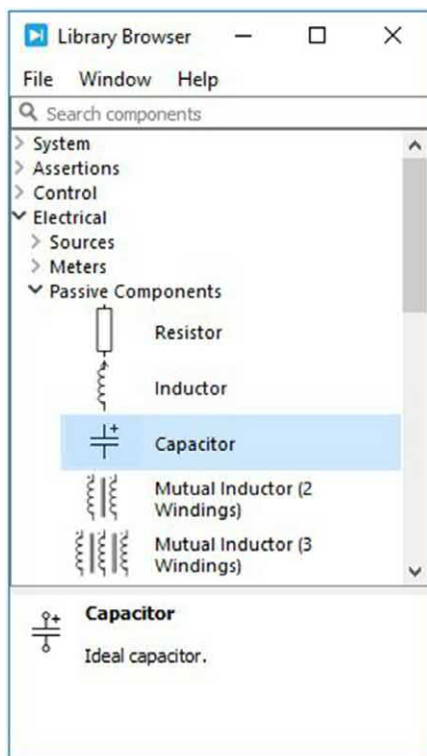 Library Browser
File Window Help
Search components
System
Assertions
Control
Electrical
Sources
Meters
Passive Components
Resistor
Inductor
Capacitor
Mutual Inductor (2
Windings)
Mutual Inductor (3
Windings)
Capacitor
Ideal capacitor.